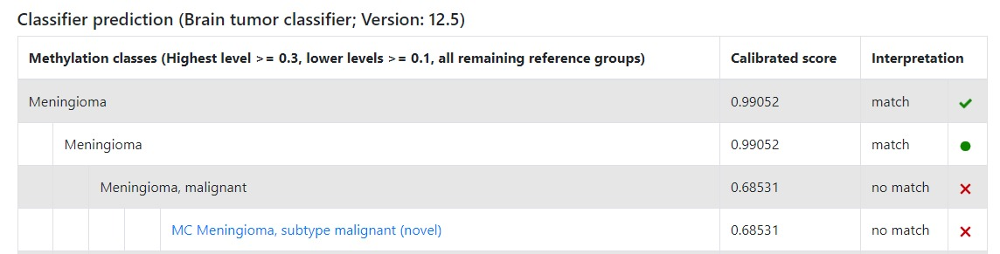 Classifier prediction (Brain tumor classifier; Version: 12.5)
Methylation classes (Highest level >= 0.3, lower levels >= 0.1, all remaining reference groups) Calibrated score Interpretation
Meningioma 0.99052 match
Meningioma 0.99052 match
Meningioma, malignant 0.68531 no match
MC Meningioma, subtype malignant (novel) 0.68531 no match